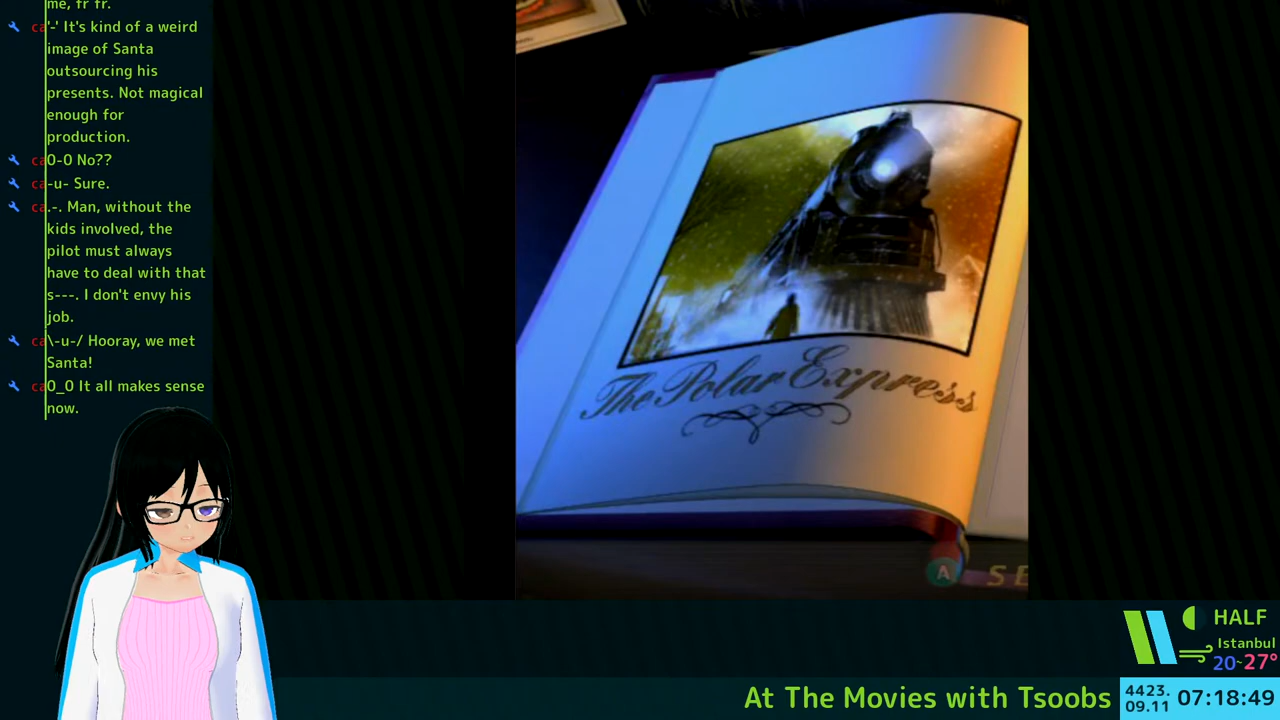 me, fr fr.
'-' It's kind of a weird
image of Santa
outsourcing his
presents. Not magical
enough for
production.
O-O No??
-u- Sure.
.-. Man, without the
kids involved, the
pilot must always
have to deal with that
s---. I don't envy his
job.
\-u-/ Hooray, we met
Santa!
O_O It all makes sense
now.
The Polar Express
A SE
HALF
Istanbul
20~27°
At The Movies with Tsoobs
4423.
09.11
07:18:49